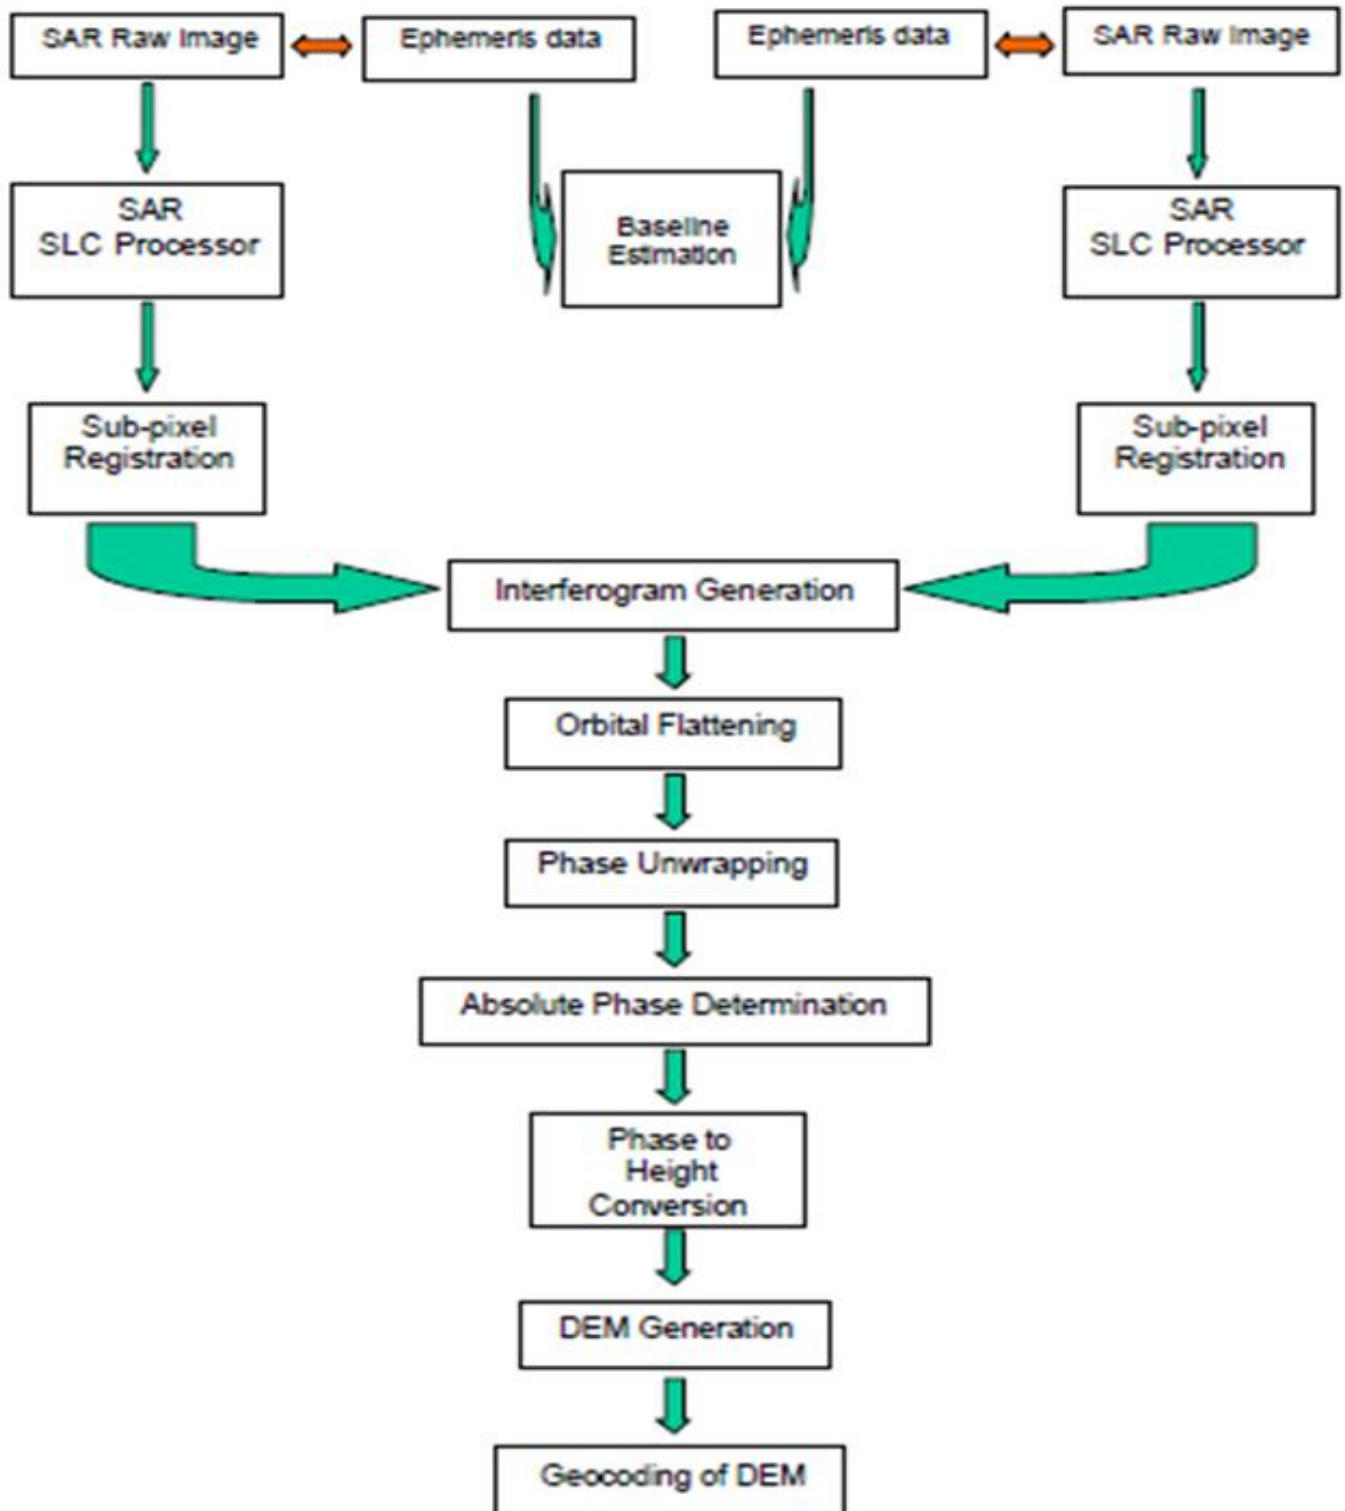 SAR Raw Image
Ephemeris data
Ephemeris data
SAR Raw Image
SAR
SLC Processor
Baseline
Estimation
SAR
SLC Processor
Sub-pixel
Registration
Sub-pixel
Registration
Interferogram Generation
Orbital Flattening
Phase Unwrapping
Absolute Phase Determination
Phase to
Height
Conversion
DEM Generation
Geocoding of DEM